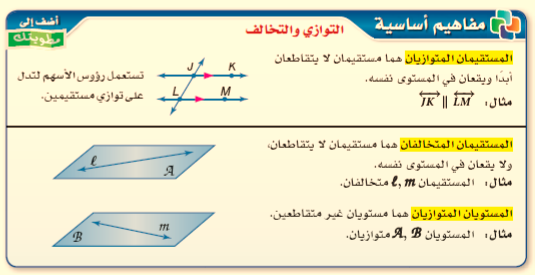 مفاهيم أساسية
التوازي والتخالف
أضف إلى
مطويتك
المستقيمان المتوازيان هما مستقيمان لا يتقاطعان
أبدًا ويقعان في المستوى نفسه.
مثال: JK || LM
J K
L M
تستعمل رؤوس الأسهم لتدل
على توازي مستقيمين.
المستقيمان المتخالفان هما مستقيمان لا يتقاطعان،
ولا يقعان في المستوى نفسه.
مثال: المستقيمان ℓ, m متخالفان.
ℓ A
المستويان المتوازيان هما مستويان غير متقاطعين.
مثال: المستويان A, B متوازيان.
m B